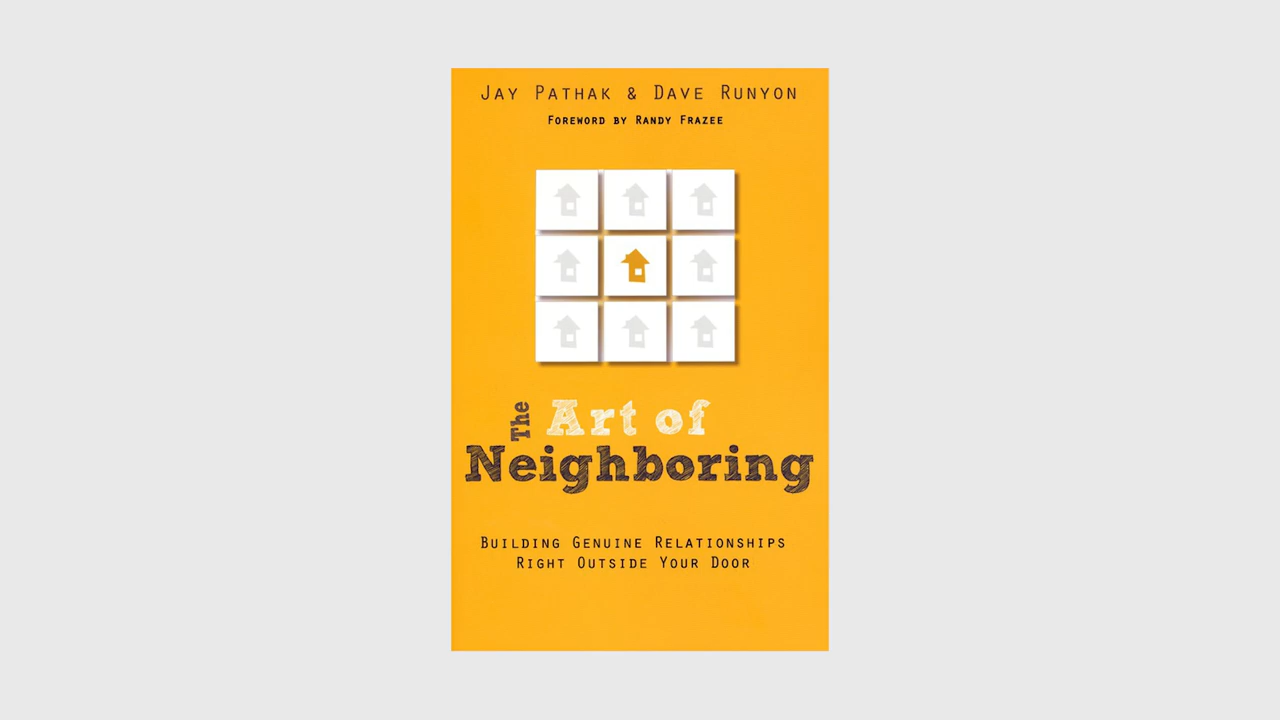 Jay Pathak & Dave Runyon
Foreword by Randy Frazee
The Art of
Neighboring
Building Genuine Relationships
Right Outside Your Door